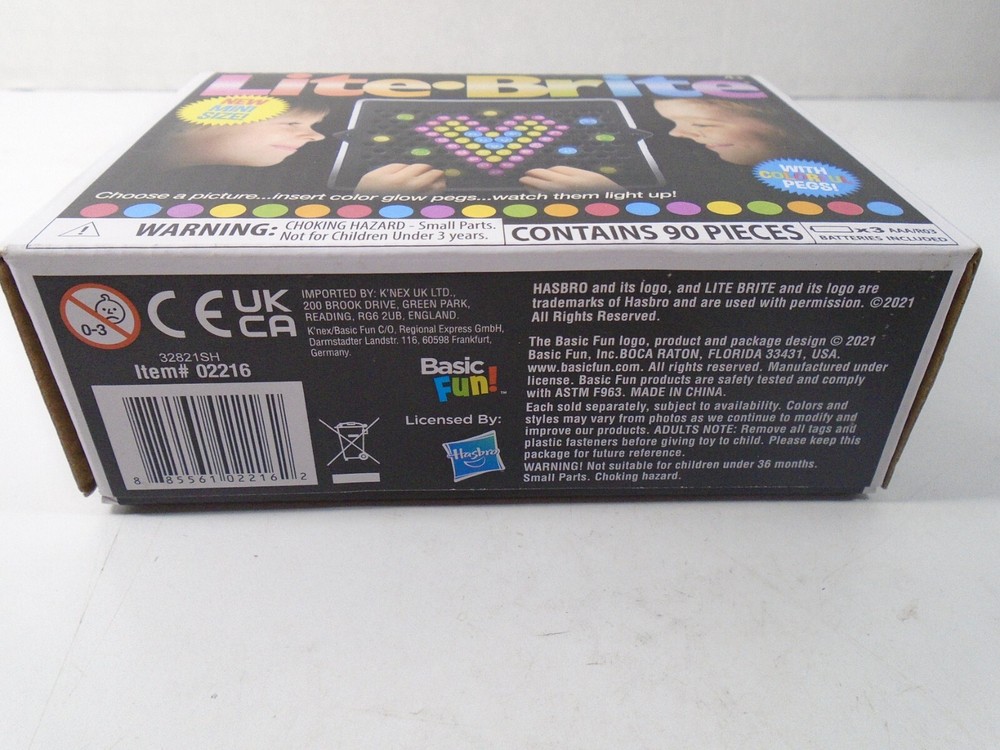 Lite•Brite
NEW
MINI
SIZE!
WITH
COLORFUL
PEGS!
Choose a picture...insert color glow pegs...watch them light up!
WARNING: CHOKING HAZARD - Small Parts.
Not for Children Under 3 years.
CONTAINS 90 PIECES
x3 AAA/R03
BATTERIES INCLUDED
0-3
CE
UK
CA
IMPORTED BY: K'NEX UK LTD.,
200 BROOK DRIVE, GREEN PARK,
READING, RG6 2UB, ENGLAND.
K'nex/Basic Fun C/O, Regional Express GmbH,
Darmstadter Landstr. 116, 60598 Frankfurt,
Germany.
32821SH
Item# 02216
8 85561 02216 2
Basic
Fun!™
Licensed By:
Hasbro
HASBRO and its logo, and LITE BRITE and its logo are
trademarks of Hasbro and are used with permission. ©2021
All Rights Reserved.
The Basic Fun logo, product and package design © 2021
Basic Fun, Inc.BOCA RATON, FLORIDA 33431, USA.
www.basicfun.com. All rights reserved. Manufactured under
license. Basic Fun products are safety tested and comply
with ASTM F963. MADE IN CHINA.
Each sold separately, subject to availability. Colors and
styles may vary from photos as we continue to modify and
improve our products. ADULTS NOTE: Remove all tags and
plastic fasteners before giving toy to child. Please keep this
package for future reference.
WARNING! Not suitable for children under 36 months.
Small Parts. Choking hazard.